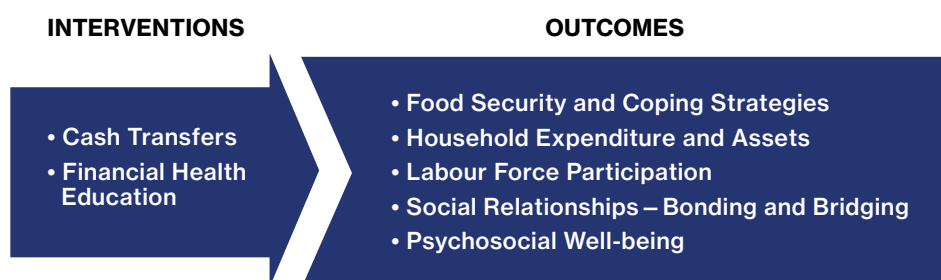 INTERVENTIONS
• Cash Transfers
• Financial Health
Education
OUTCOMES
• Food Security and Coping Strategies
• Household Expenditure and Assets
• Labour Force Participation
• Social Relationships – Bonding and Bridging
• Psychosocial Well-being